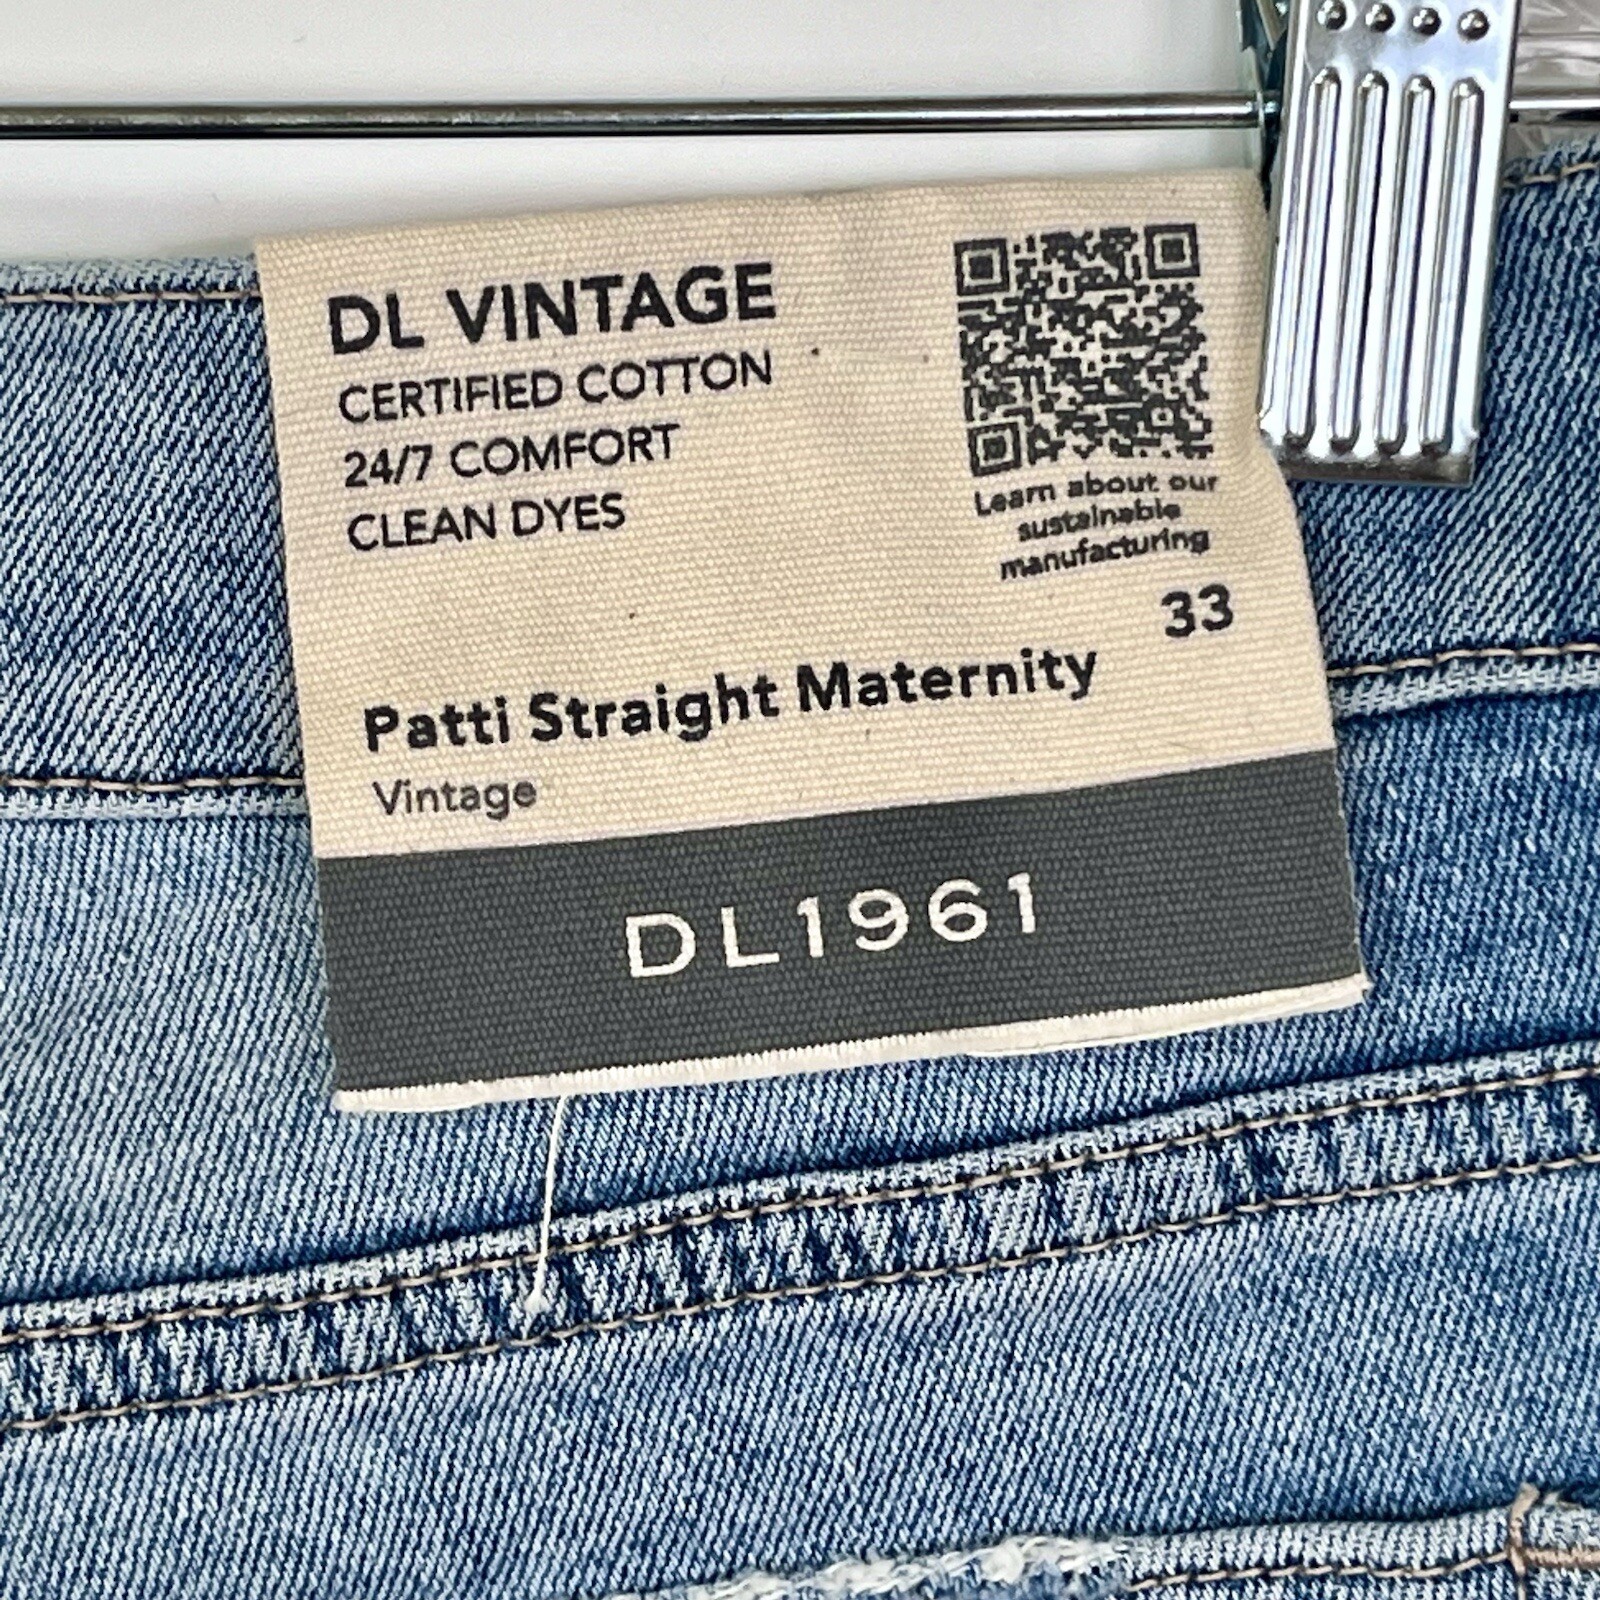 DL VINTAGE
CERTIFIED COTTON
24/7 COMFORT
CLEAN DYES
Learn about our
sustainable
manufacturing
33
Patti Straight Maternity
Vintage
DL1961